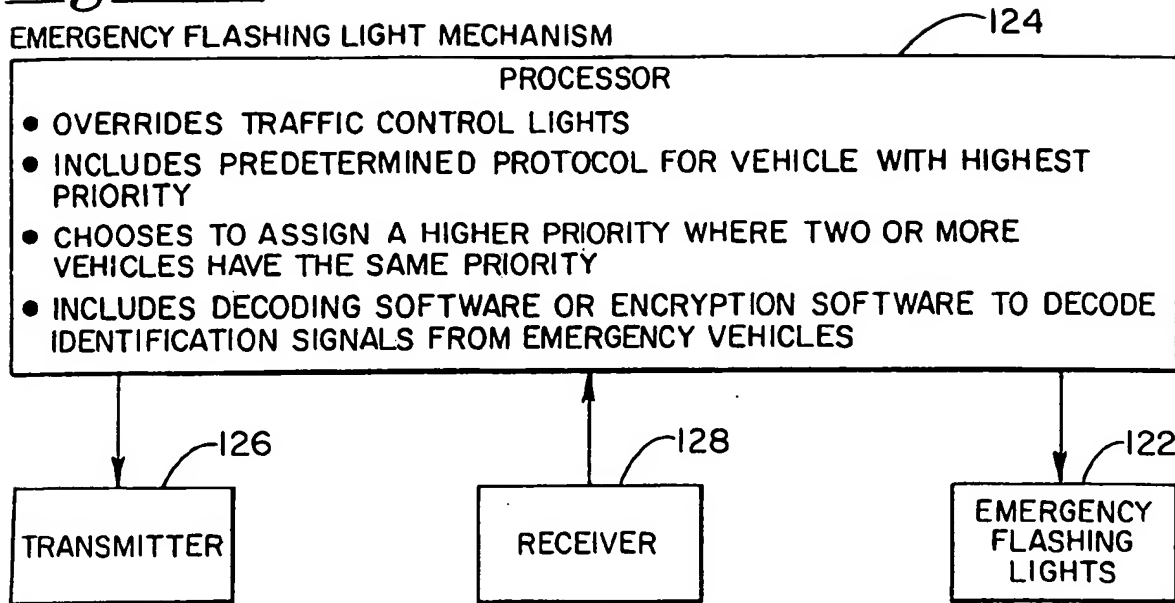 EMERGENCY FLASHING LIGHT MECHANISM
124
PROCESSOR
• OVERRIDES TRAFFIC CONTROL LIGHTS
• INCLUDES PREDETERMINED PROTOCOL FOR VEHICLE WITH HIGHEST
PRIORITY
• CHOOSES TO ASSIGN A HIGHER PRIORITY WHERE TWO OR MORE
VEHICLES HAVE THE SAME PRIORITY
• INCLUDES DECODING SOFTWARE OR ENCRYPTION SOFTWARE TO DECODE
IDENTIFICATION SIGNALS FROM EMERGENCY VEHICLES
126
128
122
TRANSMITTER
RECEIVER
EMERGENCY
FLASHING
LIGHTS